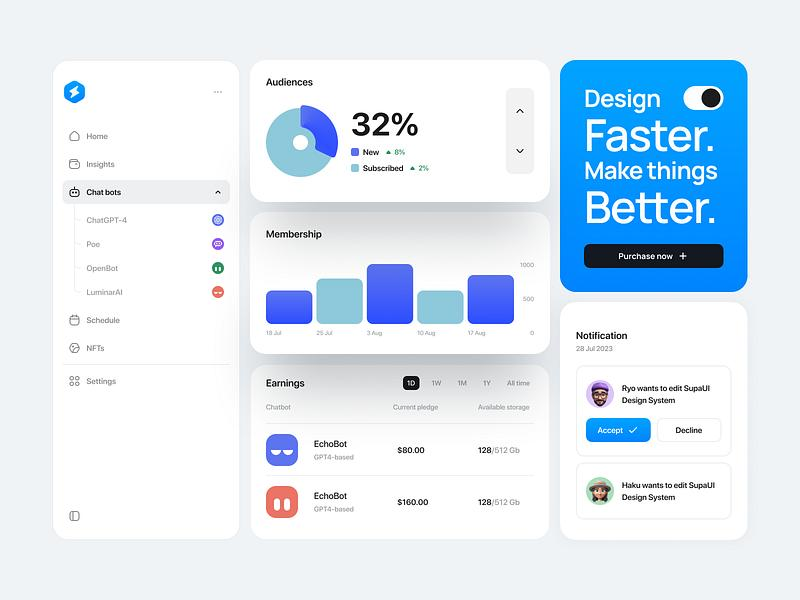 Home
Insights
Chat bots
ChatGPT-4
Poe
OpenBot
LuminarAI
Schedule
NFTs
Settings
Audiences
32%
New 8%
Subscribed 2%
Membership
1000
500
0
18 Jul 25 Jul 3 Aug 10 Aug 17 Aug
Earnings
1D 1W 1M 1Y All time
Chatbot Current pledge Available storage
EchoBot
GPT4-based
$80.00
128/512 Gb
EchoBot
GPT4-based
$160.00
128/512 Gb
Design
Faster.
Make things
Better.
Purchase now
Notification
28 Jul 2023
Ryo wants to edit SupaUI
Design System
Accept Decline
Haku wants to edit SupaUI
Design System